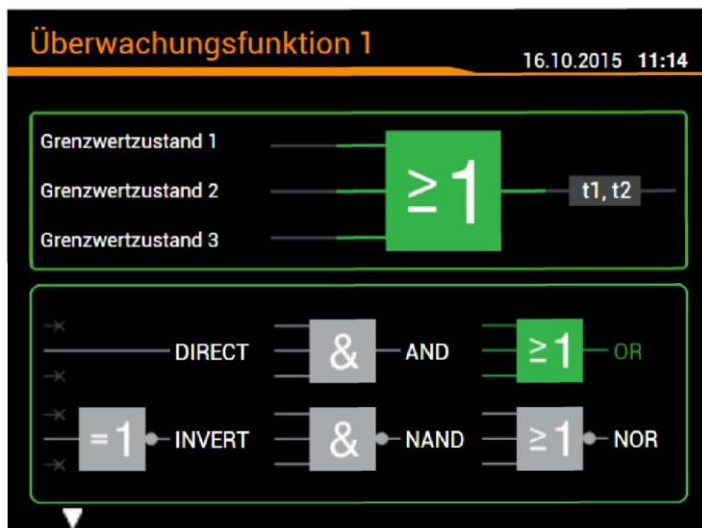 Überwachungsfunktion 1
16.10.2015 11:14
Grenzwertzustand 1
Grenzwertzustand 2
Grenzwertzustand 3
≥1
t1, t2
DIRECT
& AND
≥1 OR
=1 INVERT
& NAND
≥1 NOR